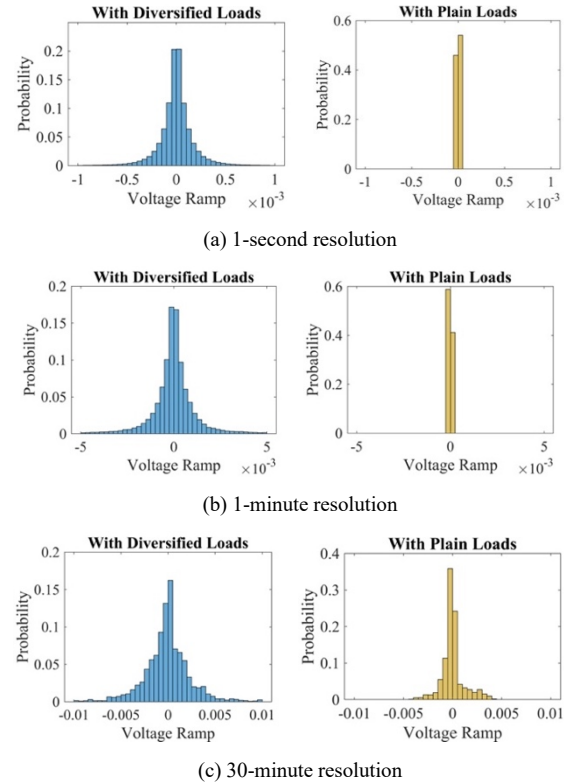 With Diversified Loads
Probability
0.2
0.15
0.1
0.05
0
-1
-0.5
0
0.5
1
Voltage Ramp
×10⁻³
With Plain Loads
Probability
0.6
0.4
0.2
0
-1
-0.5
0
0.5
1
Voltage Ramp
×10⁻³
(a) 1-second resolution
With Diversified Loads
Probability
0.2
0.15
0.1
0.05
0
-5
0
5
Voltage Ramp
×10⁻³
With Plain Loads
Probability
0.6
0.4
0.2
0
-5
0
5
Voltage Ramp
×10⁻³
(b) 1-minute resolution
With Diversified Loads
Probability
0.2
0.15
0.1
0.05
0
-0.01
-0.005
0
0.005
0.01
Voltage Ramp
With Plain Loads
Probability
0.4
0.3
0.2
0.1
0
-0.01
-0.005
0
0.005
0.01
Voltage Ramp
(c) 30-minute resolution